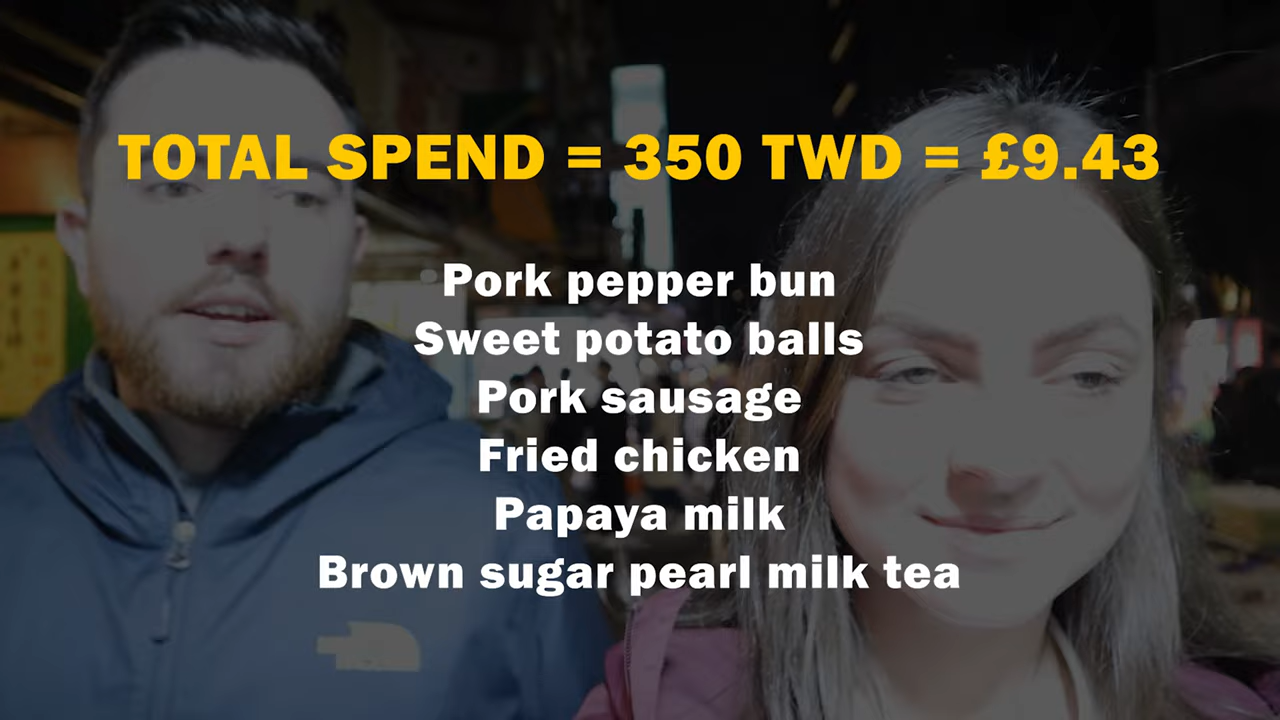 TOTAL SPEND = 350 TWD = £9.43
Pork pepper bun
Sweet potato balls
Pork sausage
Fried chicken
Papaya milk
Brown sugar pearl milk tea